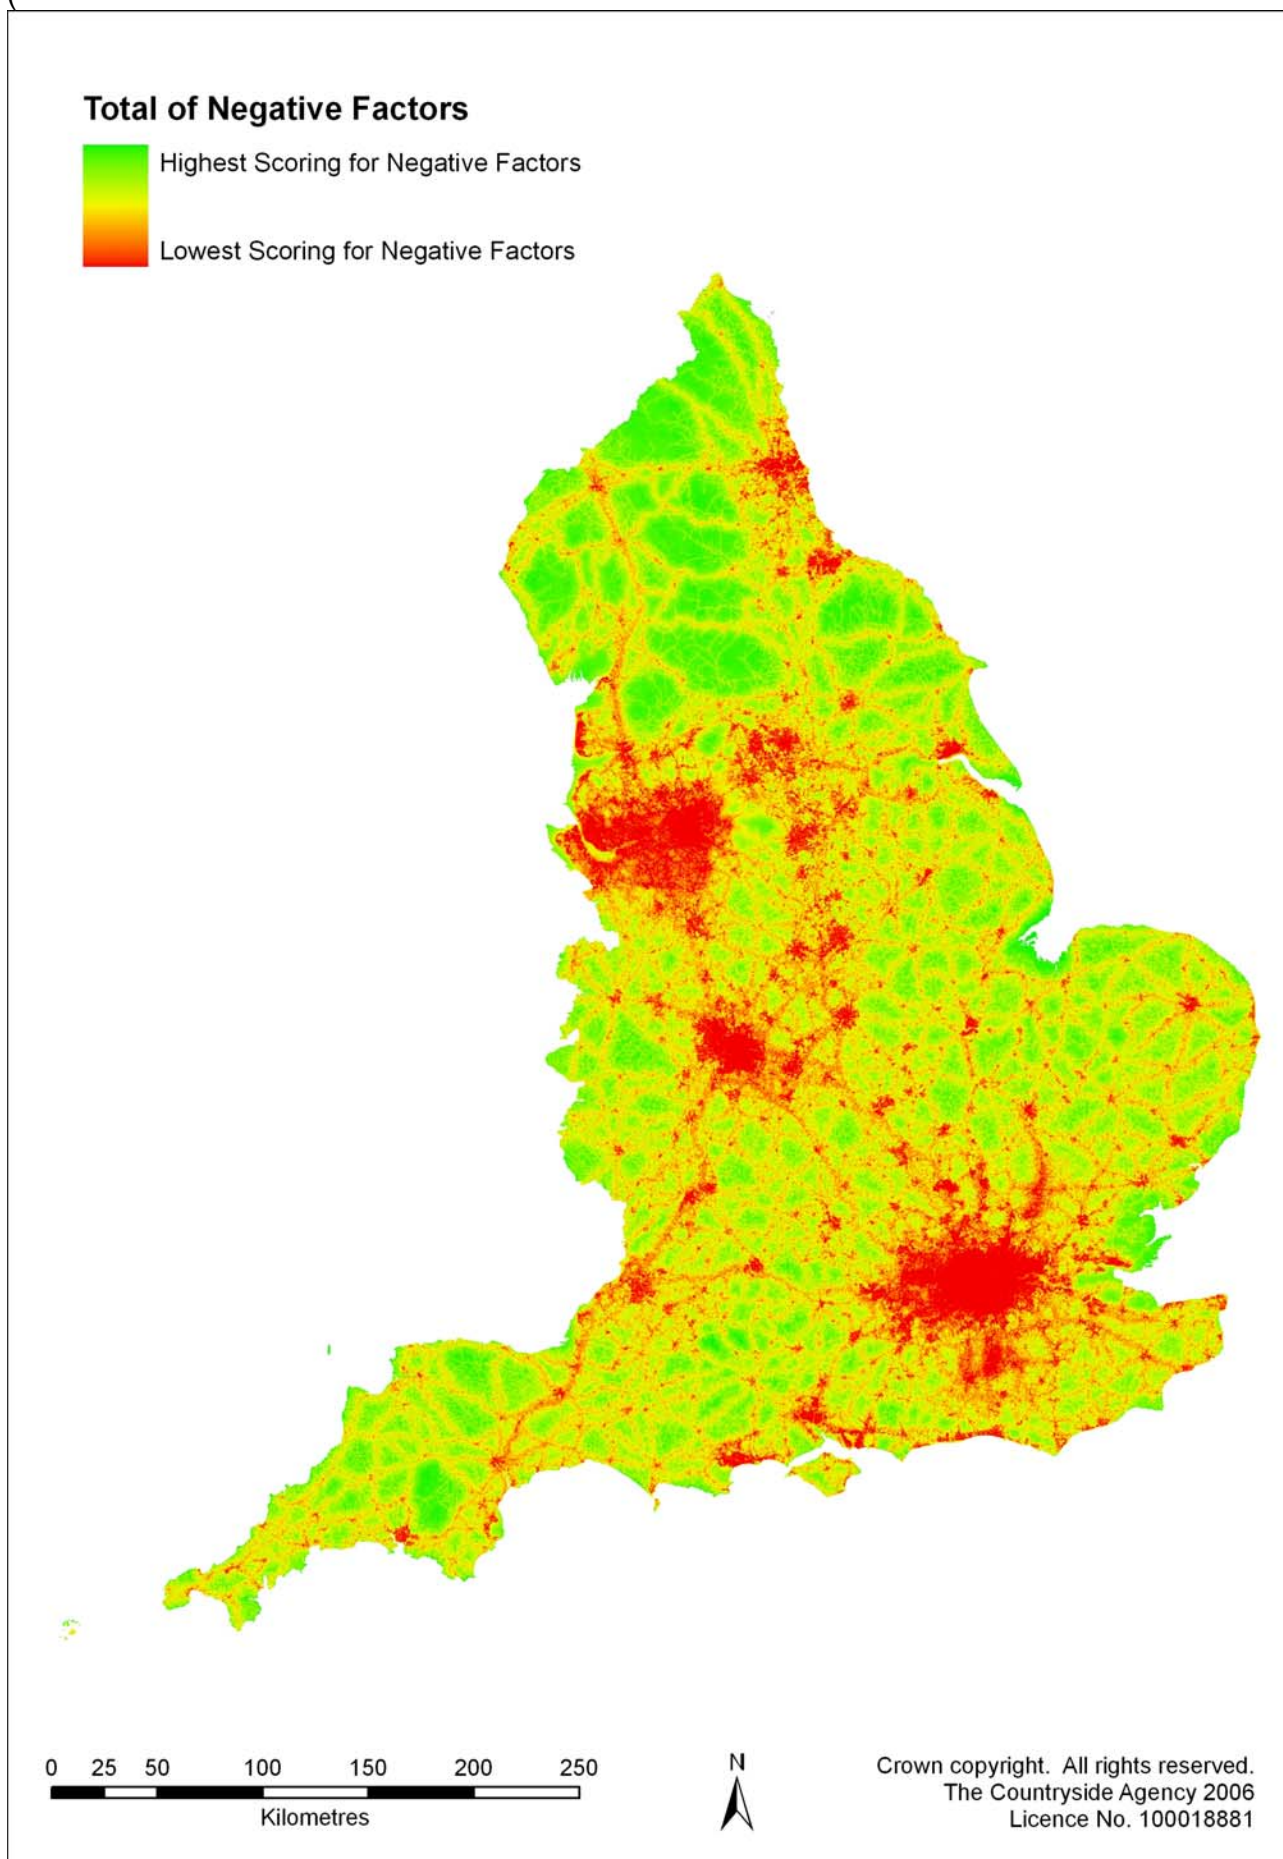 (
Total of Negative Factors
Highest Scoring for Negative Factors
Lowest Scoring for Negative Factors
0 25 50 100 150 200 250
Kilometres
N
Crown copyright. All rights reserved.
The Countryside Agency 2006
Licence No. 100018881